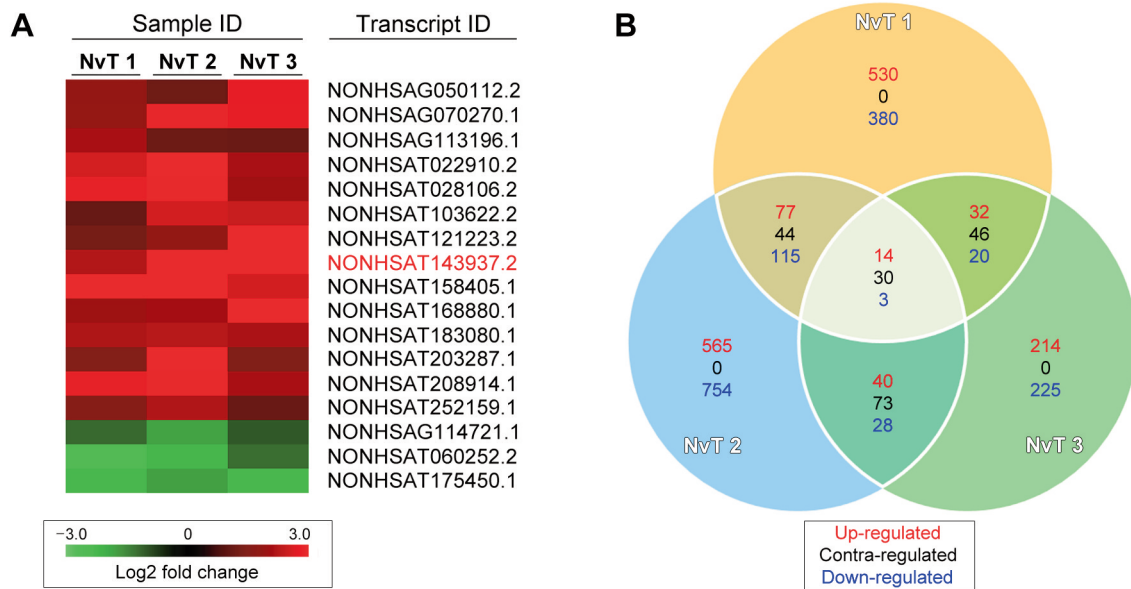 A
Sample ID
Transcript ID
NvT 1 NvT 2 NvT 3
NONHSAG050112.2
NONHSAG070270.1
NONHSAG113196.1
NONHSAT022910.2
NONHSAT028106.2
NONHSAT103622.2
NONHSAT121223.2
NONHSAT143937.2
NONHSAT158405.1
NONHSAT168880.1
NONHSAT183080.1
NONHSAT203287.1
NONHSAT208914.1
NONHSAT252159.1
NONHSAG114721.1
NONHSAT060252.2
NONHSAT175450.1
−3.0 0 3.0
Log2 fold change
B
NvT 1
530
0
380
77
44
115
32
46
20
14
30
3
565
0
754
214
0
225
40
73
28
NvT 2
NvT 3
Up-regulated
Contra-regulated
Down-regulated